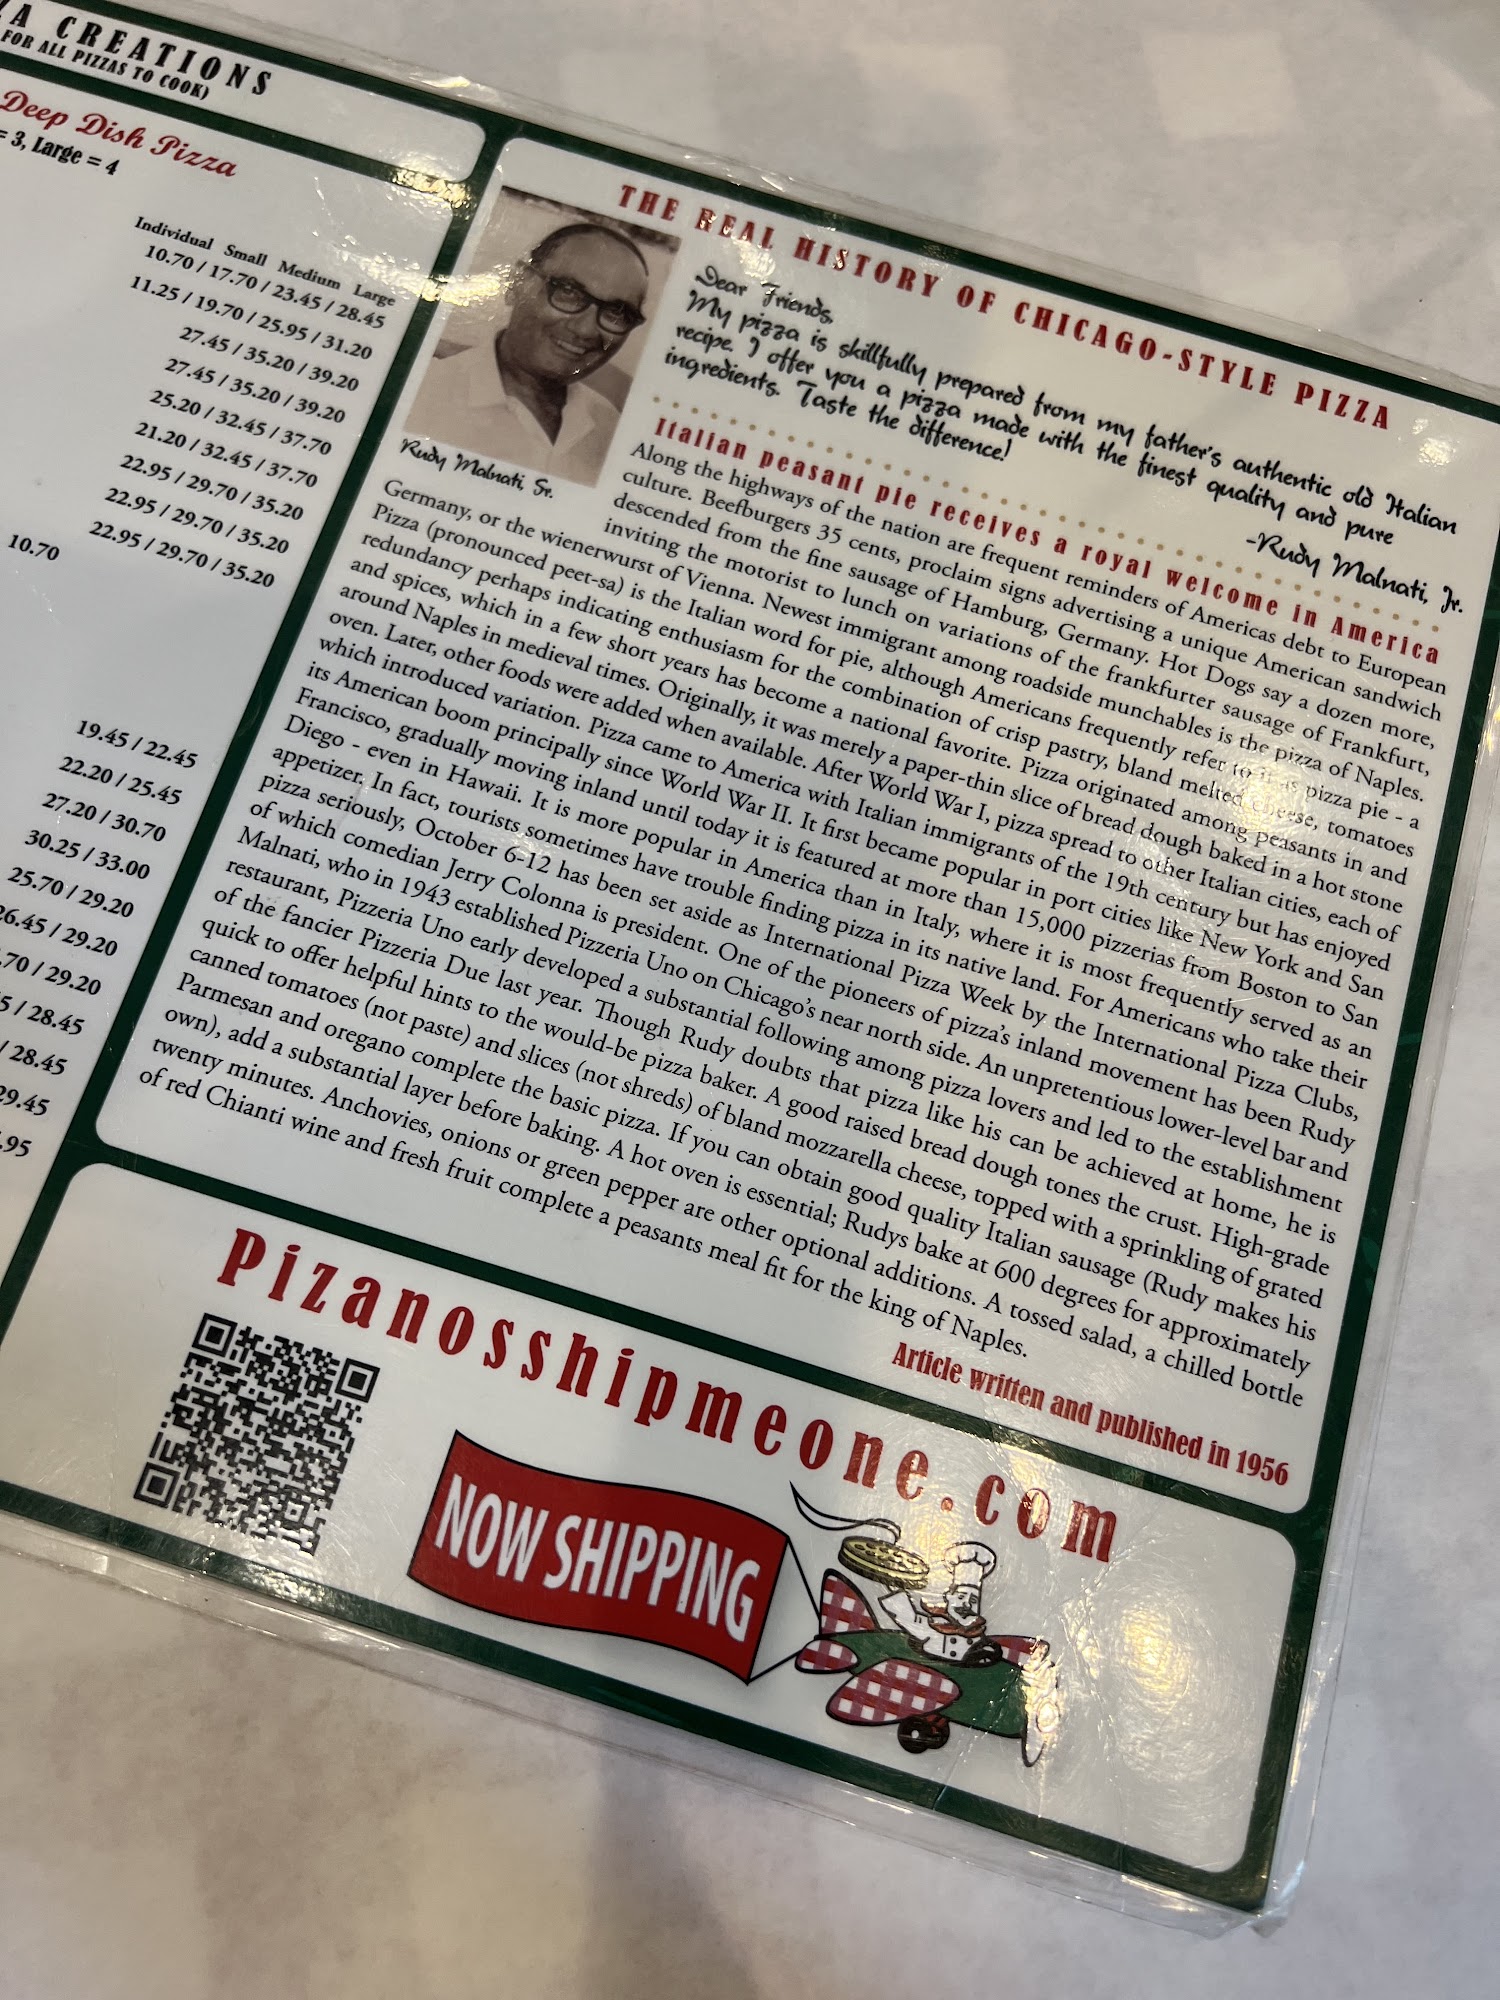 ZA CREATIONS
FOR ALL PIZZAS TO COOK)
Deep Dish Pizza
= 3, Large = 4
Individual Small Medium Large
10.70 / 17.70 / 23.45 / 28.45
11.25 / 19.70 / 25.95 / 31.20
27.45 / 35.20 / 39.20
27.45 / 35.20 / 39.20
25.20 / 32.45 / 37.70
21.20 / 32.45 / 37.70
22.95 / 29.70 / 35.20
22.95 / 29.70 / 35.20
22.95 / 29.70 / 35.20
10.70
19.45 / 22.45
22.20 / 25.45
27.20 / 30.70
30.25 / 33.00
25.70 / 29.20
26.45 / 29.20
.70 / 29.20
5 / 28.45
/ 28.45
29.45
.95
THE REAL HISTORY OF CHICAGO-STYLE PIZZA
Dear Friends,
My pizza is skillfully prepared from my father's authentic old Italian
recipe. I offer you a pizza made with the finest quality and pure
ingredients. Taste the difference!
-Rudy Malnati, Jr.
Rudy Malnati, Sr.
Italian peasant pie receives a royal welcome in America
Along the highways of the nation are frequent reminders of Americas debt to European
culture. Beefburgers 35 cents, proclaim signs advertising a unique American sandwich
descended from the fine sausage of Hamburg, Germany. Hot Dogs say a dozen more,
inviting the motorist to lunch on variations of the frankfurter sausage of Frankfurt,
Germany, or the wienerwurst of Vienna. Newest immigrant among roadside munchables is the pizza of Naples.
Pizza (pronounced peet-sa) is the Italian word for pie, although Americans frequently refer to it as pizza pie - a
redundancy perhaps indicating enthusiasm for the combination of crisp pastry, bland melted cheese, tomatoes
and spices, which in a few short years has become a national favorite. Pizza originated among peasants in and
around Naples in medieval times. Originally, it was merely a paper-thin slice of bread dough baked in a hot stone
oven. Later, other foods were added when available. After World War I, pizza spread to other Italian cities, each of
which introduced variation. Pizza came to America with Italian immigrants of the 19th century but has enjoyed
its American boom principally since World War II. It first became popular in port cities like New York and San
Francisco, gradually moving inland until today it is featured at more than 15,000 pizzerias from Boston to San
Diego - even in Hawaii. It is more popular in America than in Italy, where it is most frequently served as an
appetizer. In fact, tourists sometimes have trouble finding pizza in its native land. For Americans who take their
pizza seriously, October 6-12 has been set aside as International Pizza Week by the International Pizza Clubs,
of which comedian Jerry Colonna is president. One of the pioneers of pizza's inland movement has been Rudy
Malnati, who in 1943 established Pizzeria Uno on Chicago's near north side. An unpretentious lower-level bar and
restaurant, Pizzeria Uno early developed a substantial following among pizza lovers and led to the establishment
of the fancier Pizzeria Due last year. Though Rudy doubts that pizza like his can be achieved at home, he is
quick to offer helpful hints to the would-be pizza baker. A good raised bread dough tones the crust. High-grade
canned tomatoes (not paste) and slices (not shreds) of bland mozzarella cheese, topped with a sprinkling of grated
Parmesan and oregano complete the basic pizza. If you can obtain good quality Italian sausage (Rudy makes his
own), add a substantial layer before baking. A hot oven is essential; Rudys bake at 600 degrees for approximately
twenty minutes. Anchovies, onions or green pepper are other optional additions. A tossed salad, a chilled bottle
of red Chianti wine and fresh fruit complete a peasants meal fit for the king of Naples.
Article written and published in 1956
Pizanosshipmeone.com
NOW SHIPPING